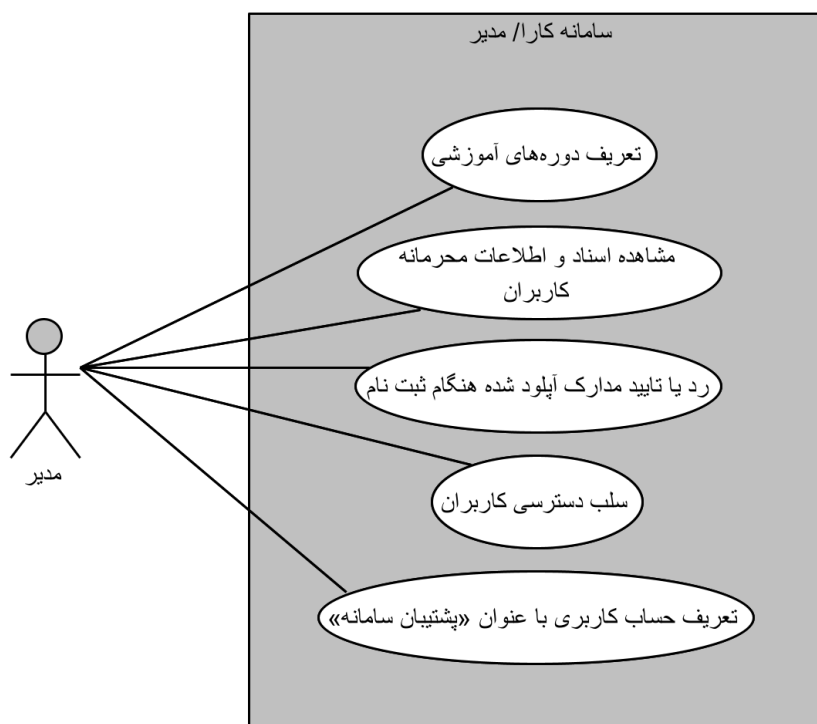 سامانه کارا/ مدیر
تعریف دوره‌های آموزشی
مشاهده اسناد و اطلاعات محرمانه
کاربران
رد یا تایید مدارک آپلود شده هنگام ثبت نام
سلب دسترسی کاربران
تعریف حساب کاربری با عنوان «پشتیبان سامانه»
مدیر